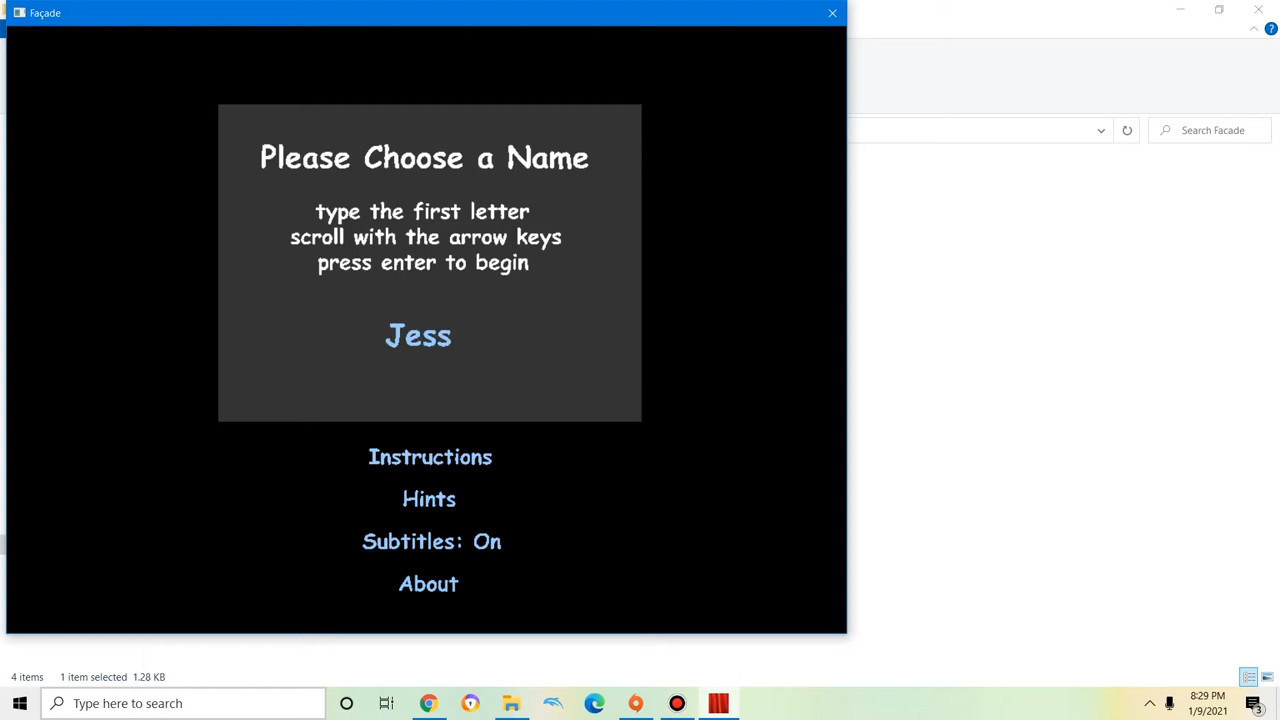 Façade
Please Choose a Name
type the first letter
scroll with the arrow keys
press enter to begin
Jess
Instructions
Hints
Subtitles: On
About
Search Facade
4 items 1 item selected 1.28 KB
Type here to search
8:29 PM
1/9/2021
3